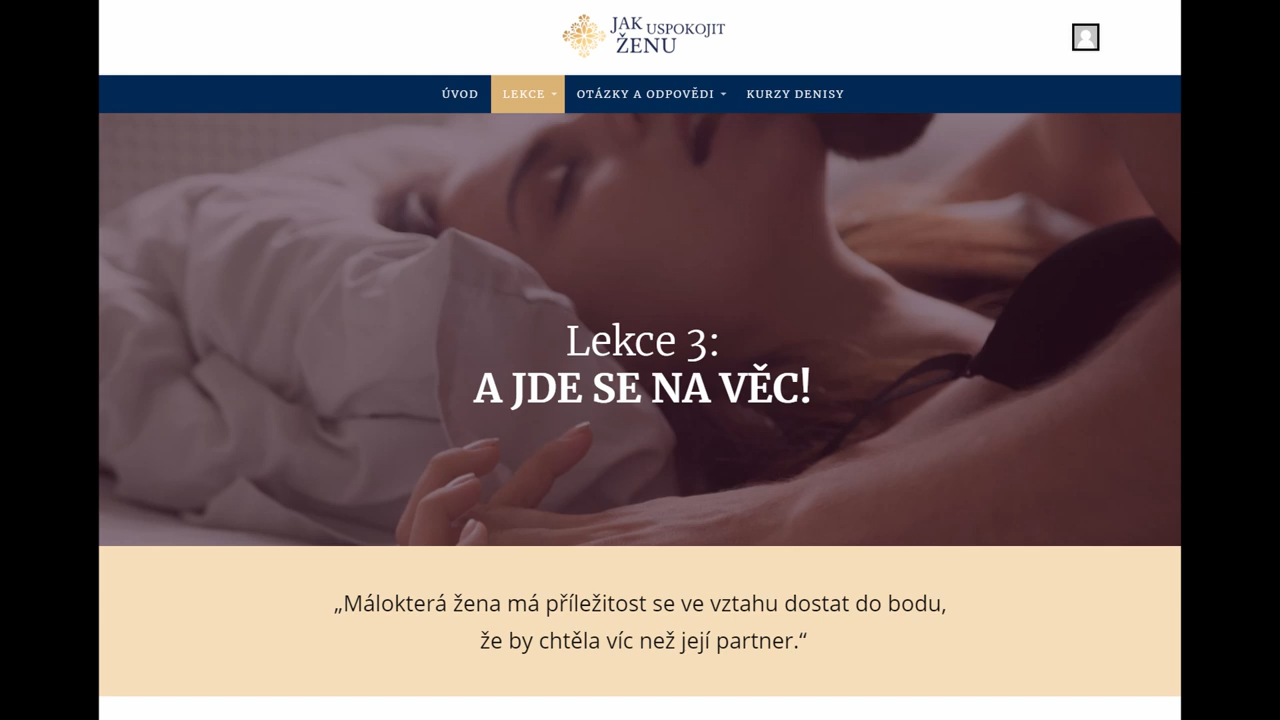 JAK USPOKOJIT
ŽENU
ÚVOD LEKCE OTÁZKY A ODPOVĚDI KURZY DENISY
Lekce 3:
A JDE SE NA VĚC!
„Málokterá žena má příležitost se ve vztahu dostat do bodu,
že by chtěla víc než její partner.“